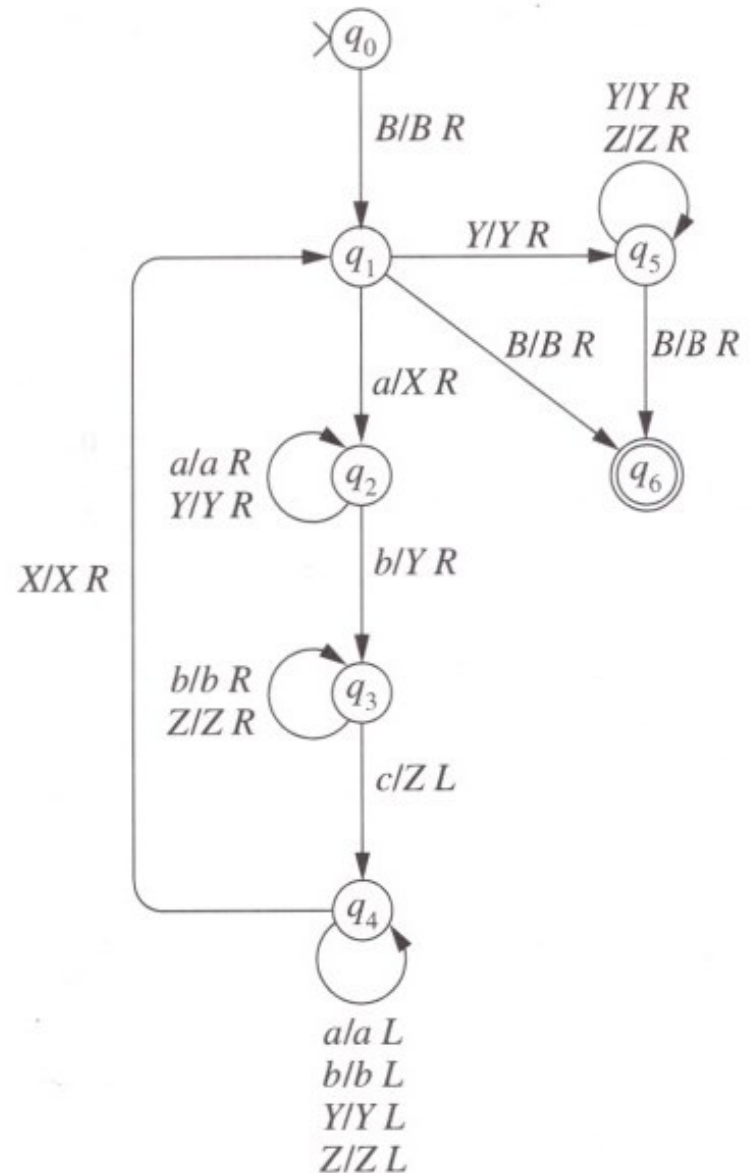 q0
Y/Y R
Z/Z R
B/B R
q1
Y/Y R
q5
B/B R
B/B R
a/X R
a/a R
Y/Y R
q2
q6
X/X R
b/Y R
b/b R
Z/Z R
q3
c/Z L
q4
a/a L
b/b L
Y/Y L
Z/Z L